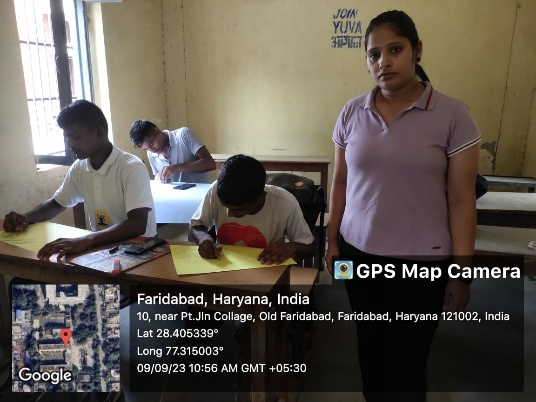 JOIN
YUVA
आगाज
GPS Map Camera
Faridabad, Haryana, India
10, near Pt.Jln Collage, Old Faridabad, Faridabad, Haryana 121002, India
Lat 28.405339°
Long 77.315003°
09/09/23 10:56 AM GMT +05:30
Google